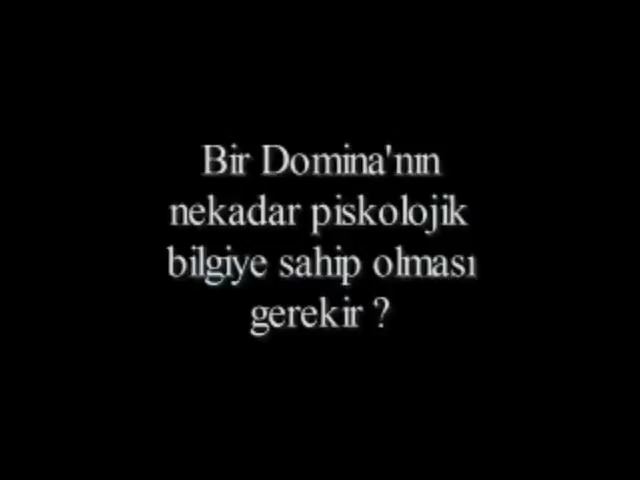 Bir Domina'nın
nekadar piskolojik
bilgiye sahip olması
gerekir ?